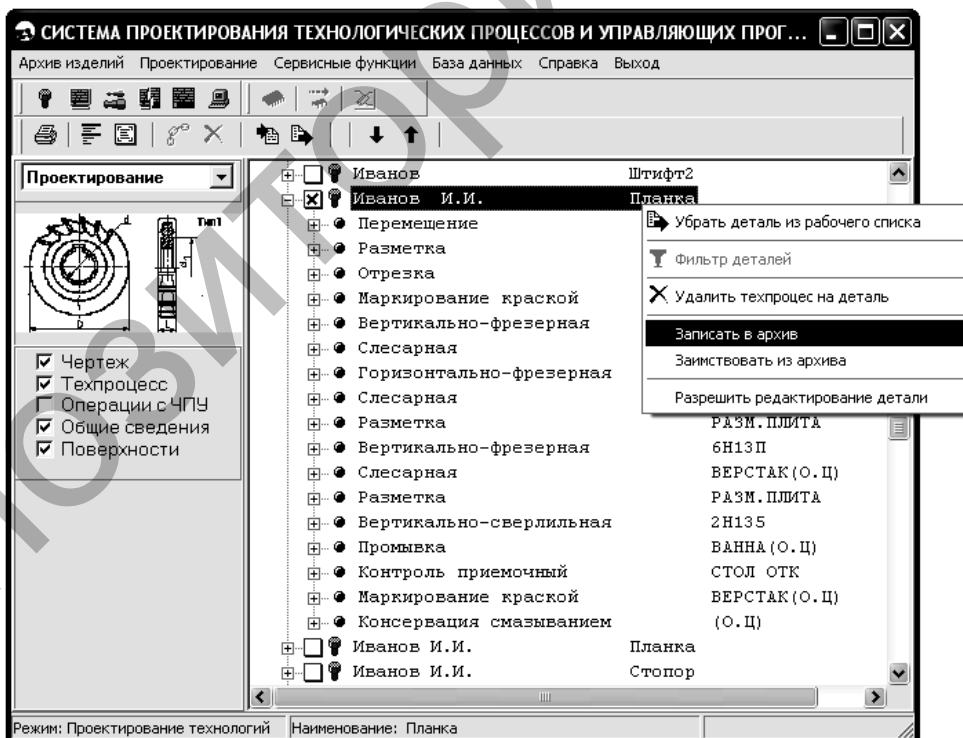 СИСТЕМА ПРОЕКТИРОВАНИЯ ТЕХНОЛОГИЧЕСКИХ ПРОЦЕССОВ И УПРАВЛЯЮЩИХ ПРОГ...
Архив изделий Проектирование Сервисные функции База данных Справка Выход
Проектирование
Тип1
d
d1
D
L
Чертеж
Техпроцесс
Операции с ЧПУ
Общие сведения
Поверхности
Иванов Штифт2
Иванов И.И. Планка
Перемещение
Разметка
Отрезка
Маркирование краской
Вертикально-фрезерная
Слесарная
Горизонтально-фрезерная
Слесарная
Разметка РАЗМ.ПЛИТА
Вертикально-фрезерная 6Н13П
Слесарная ВЕРСТАК(О.Ц)
Разметка РАЗМ.ПЛИТА
Вертикально-сверлильная 2Н135
Промывка ВАННА(О.Ц)
Контроль приемочный СТОЛ ОТК
Маркирование краской ВЕРСТАК(О.Ц)
Консервация смазыванием (О.Ц)
Иванов И.И. Планка
Иванов И.И. Стопор
Убрать деталь из рабочего списка
Фильтр деталей
Удалить техпроцес на деталь
Записать в архив
Заимствовать из архива
Разрешить редактирование детали
Режим: Проектирование технологий Наименование: Планка